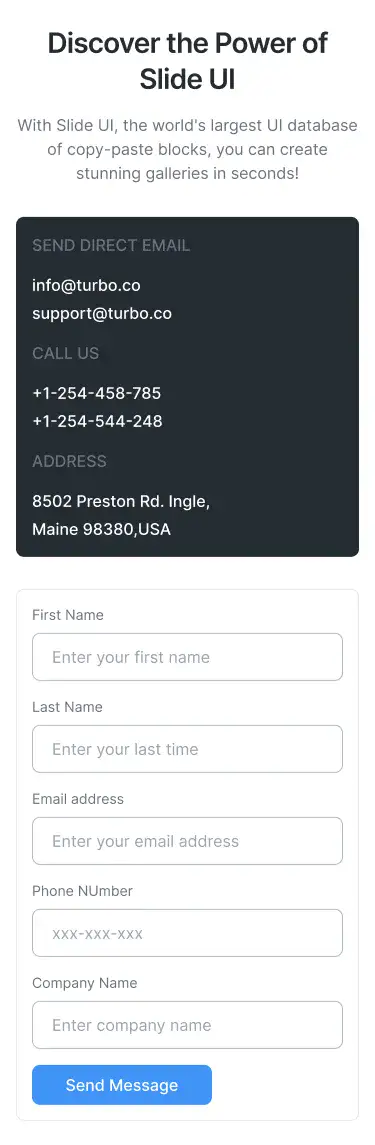 Discover the Power of
Slide UI
With Slide UI, the world's largest UI database
of copy-paste blocks, you can create
stunning galleries in seconds!
SEND DIRECT EMAIL
info@turbo.co
support@turbo.co
CALL US
+1-254-458-785
+1-254-544-248
ADDRESS
8502 Preston Rd. Ingle,
Maine 98380,USA
First Name
Enter your first name
Last Name
Enter your last time
Email address
Enter your email address
Phone NUmber
xxx-xxx-xxx
Company Name
Enter company name
Send Message